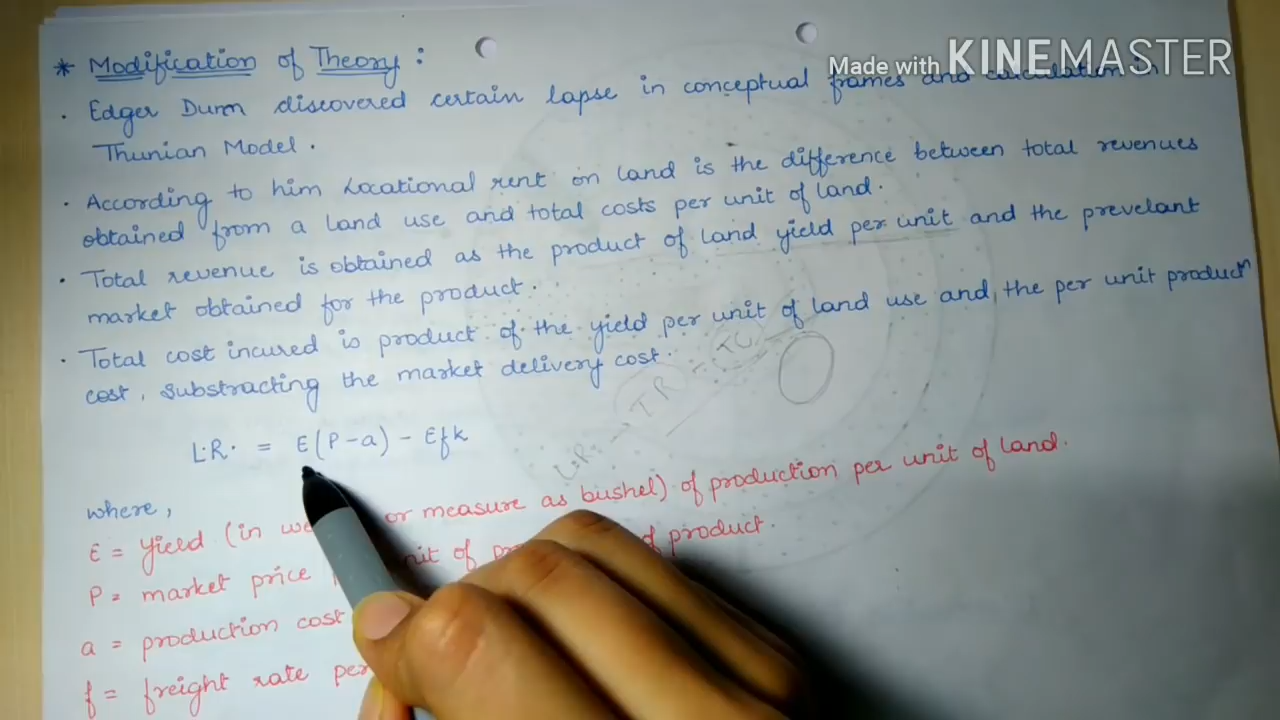 Made with KINEMASTER
* Modification of Theory :
· Edger Dunn discovered certain lapse in conceptual frames and calculation in
Thunian Model.
· According to him Locational rent on land is the difference between total revenues
obtained from a land use and total costs per unit of land.
· Total revenue is obtained as the product of land yield per unit and the prevelant
market obtained for the product.
· Total cost incured is product of the yield per unit of land use and the per unit product
cost, substracting the market delivery cost.
L.R. = E(P-a) - Efk
where,
E = yield (in or measure as bushel) of production per unit of land.
P = market price of of product.
a = production cost
f = freight rate per